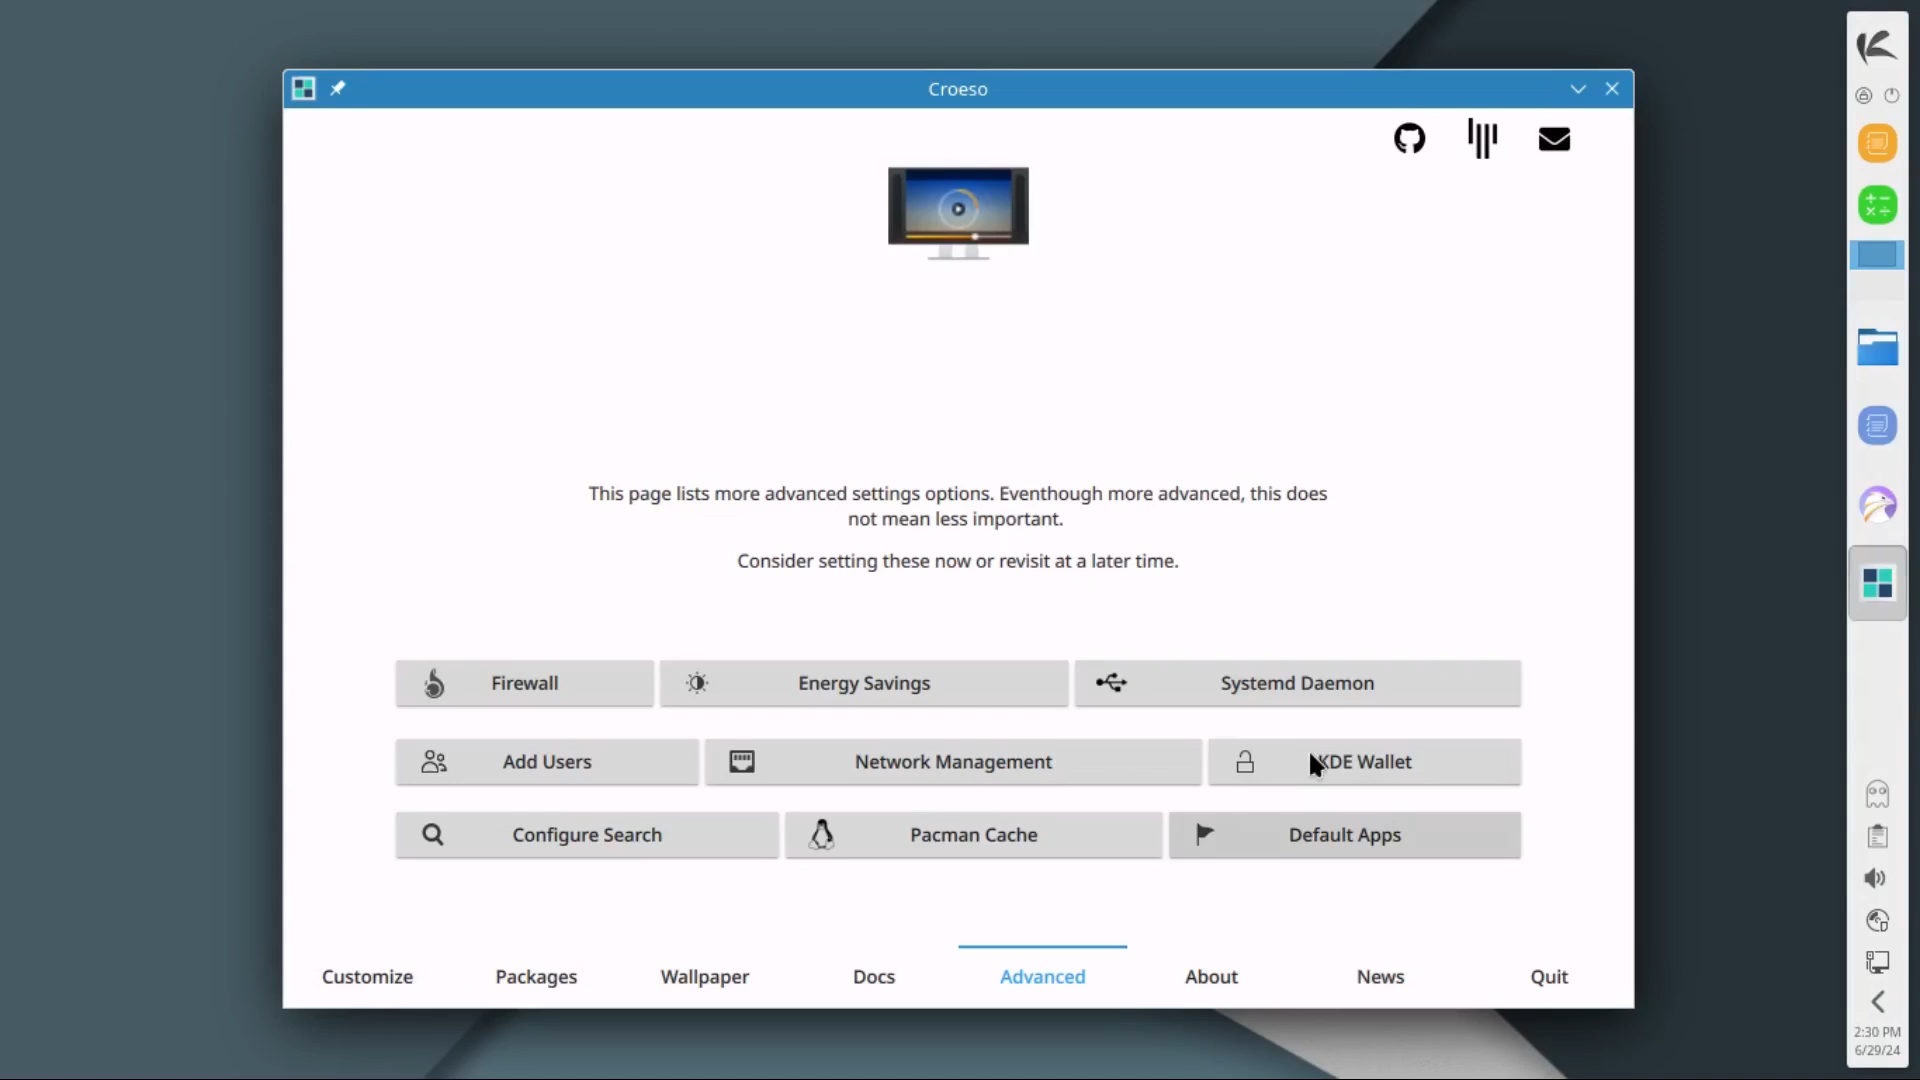 Croeso
This page lists more advanced settings options. Eventhough more advanced, this does
not mean less important.
Consider setting these now or revisit at a later time.
Firewall
Energy Savings
Systemd Daemon
Add Users
Network Management
KDE Wallet
Configure Search
Pacman Cache
Default Apps
Customize
Packages
Wallpaper
Docs
Advanced
About
News
Quit
2:30 PM
6/29/24